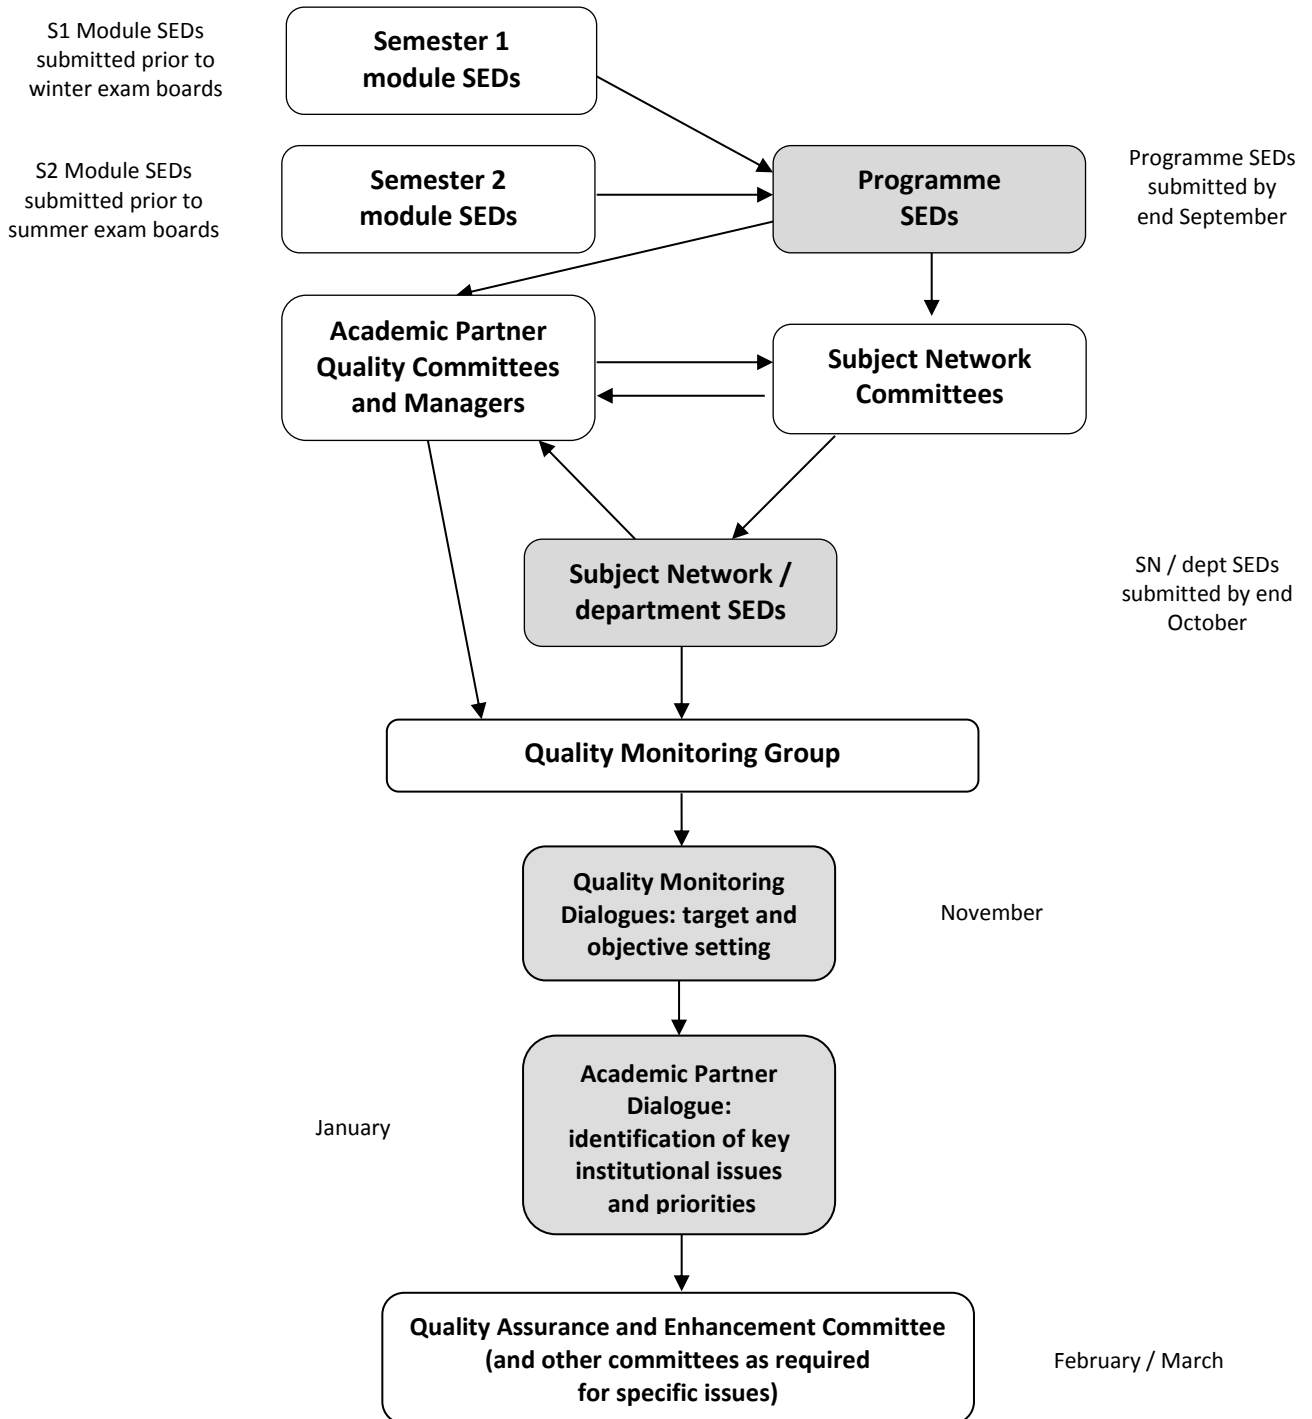 S1 Module SEDs
submitted prior to
winter exam boards
Semester 1
module SEDs
S2 Module SEDs
submitted prior to
summer exam boards
Semester 2
module SEDs
Programme
SEDs
Programme SEDs
submitted by
end September
Academic Partner
Quality Committees
and Managers
Subject Network
Committees
Subject Network /
department SEDs
SN / dept SEDs
submitted by end
October
Quality Monitoring Group
Quality Monitoring
Dialogues: target and
objective setting
November
Academic Partner
Dialogue:
identification of key
institutional issues
and priorities
January
Quality Assurance and Enhancement Committee
(and other committees as required
for specific issues)
February / March